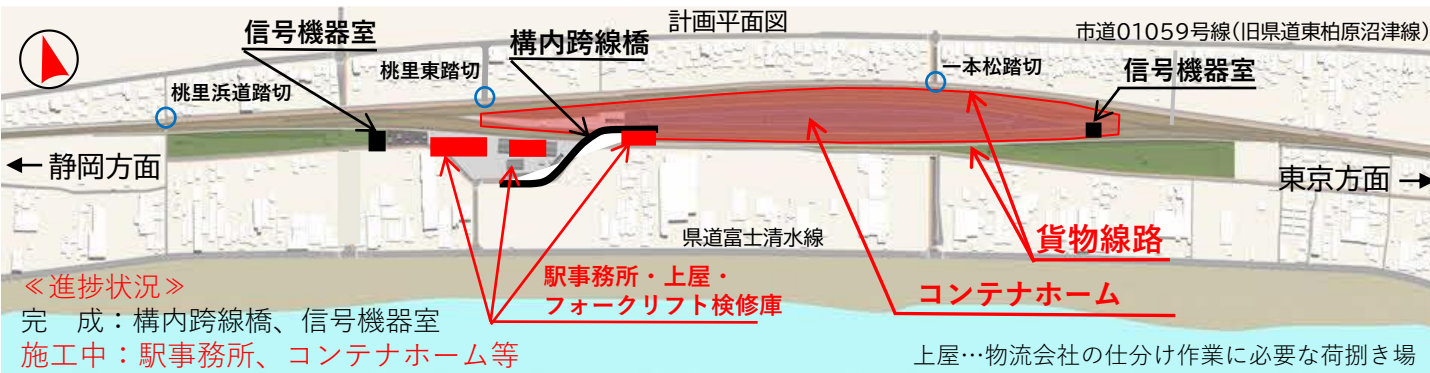 計画平面図
市道01059号線(旧県道東柏原沼津線)
信号機器室
構内跨線橋
桃里東踏切
一本松踏切
信号機器室
桃里浜道踏切
← 静岡方面
東京方面 →
県道富士清水線
貨物線路
駅事務所・上屋・
フォークリフト検修庫
コンテナホーム
≪進捗状況≫
完　成：構内跨線橋、信号機器室
施工中：駅事務所、コンテナホーム等
上屋…物流会社の仕分け作業に必要な荷捌き場